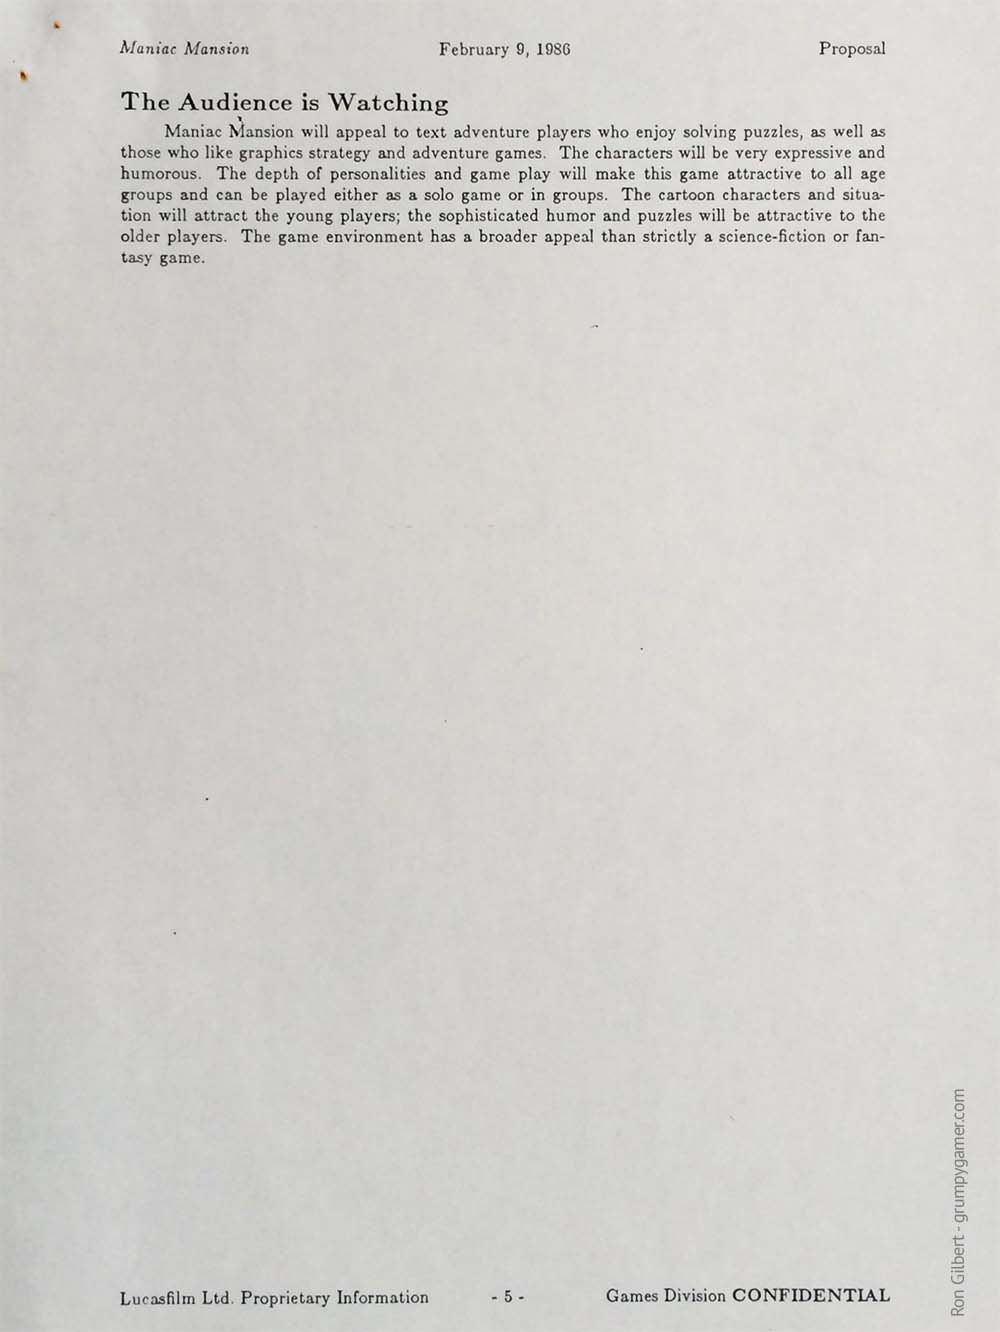 Maniac Mansion February 9, 1986 Proposal
The Audience is Watching
Maniac Mansion will appeal to text adventure players who enjoy solving puzzles, as well as
those who like graphics strategy and adventure games. The characters will be very expressive and
humorous. The depth of personalities and game play will make this game attractive to all age
groups and can be played either as a solo game or in groups. The cartoon characters and situa-
tion will attract the young players; the sophisticated humor and puzzles will be attractive to the
older players. The game environment has a broader appeal than strictly a science-fiction or fan-
tasy game.
Lucasfilm Ltd. Proprietary Information - 5 - Games Division CONFIDENTIAL
Ron Gilbert - grumpygamer.com